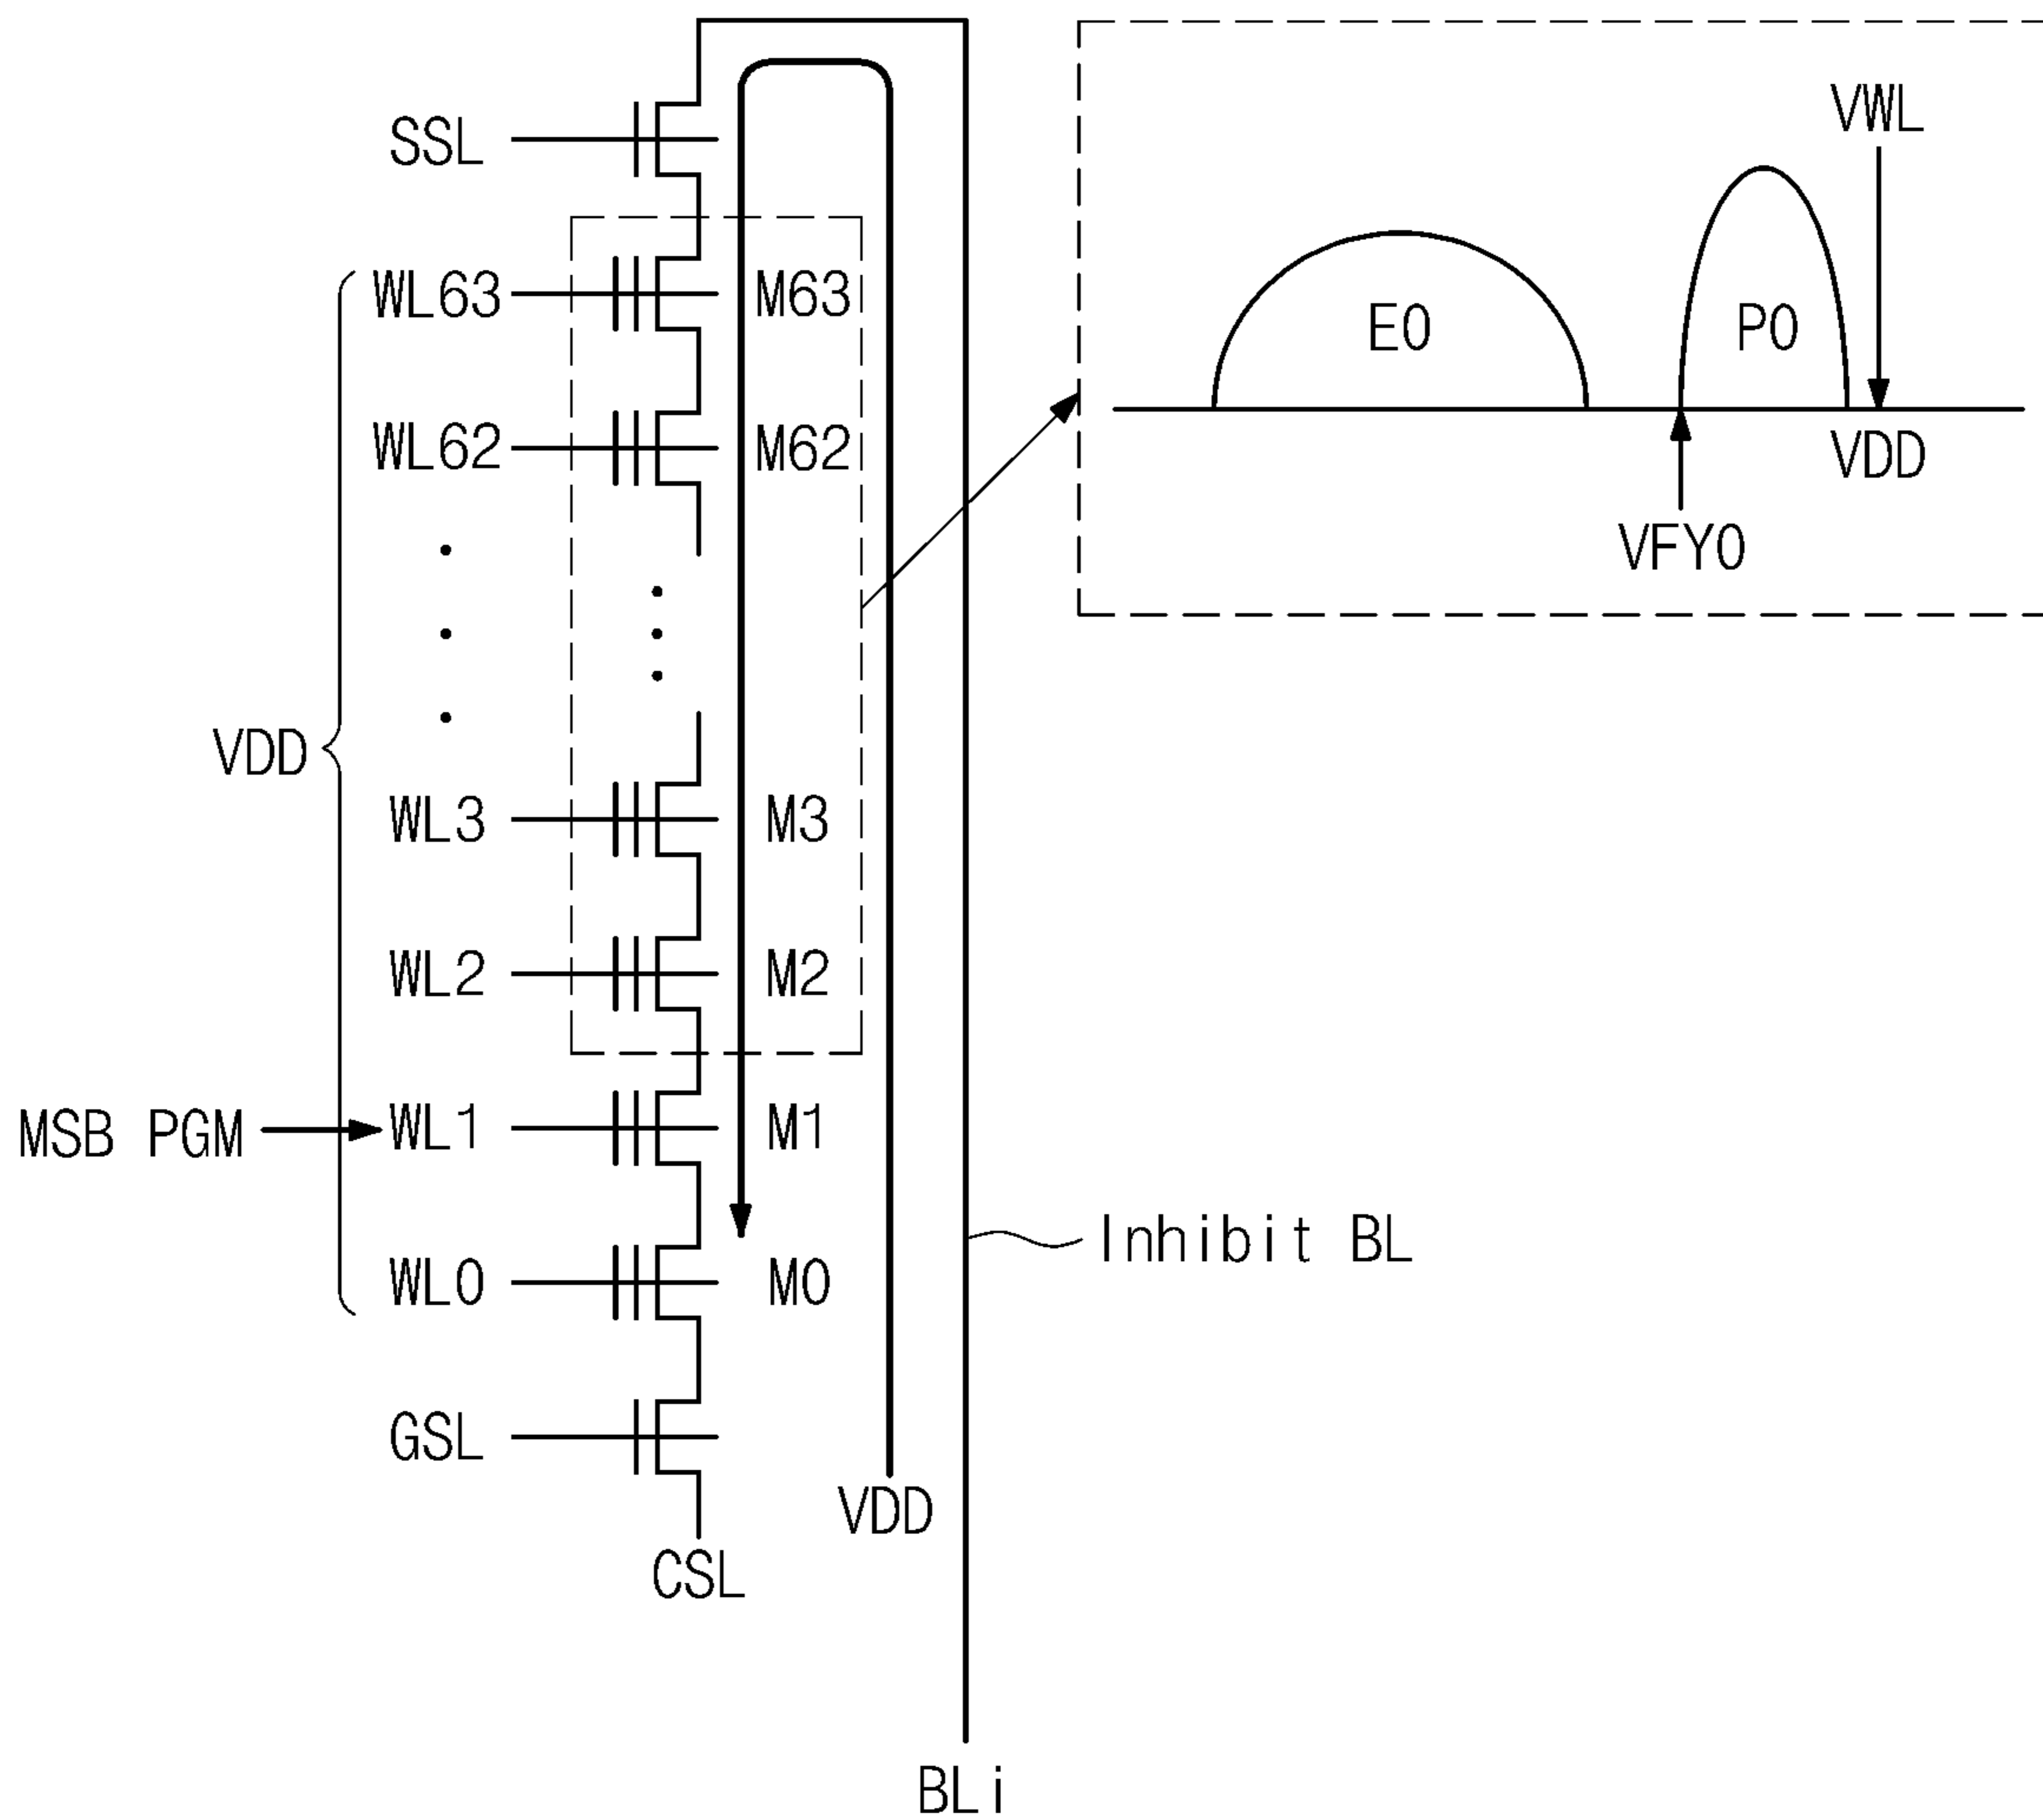 SSL
WL63
M63
WL62
M62
VDD
WL3
M3
WL2
M2
MSB PGM
WL1
M1
WL0
M0
GSL
VDD
CSL
Inhibit BL
BLi
VWL
E0
P0
VDD
VFY0